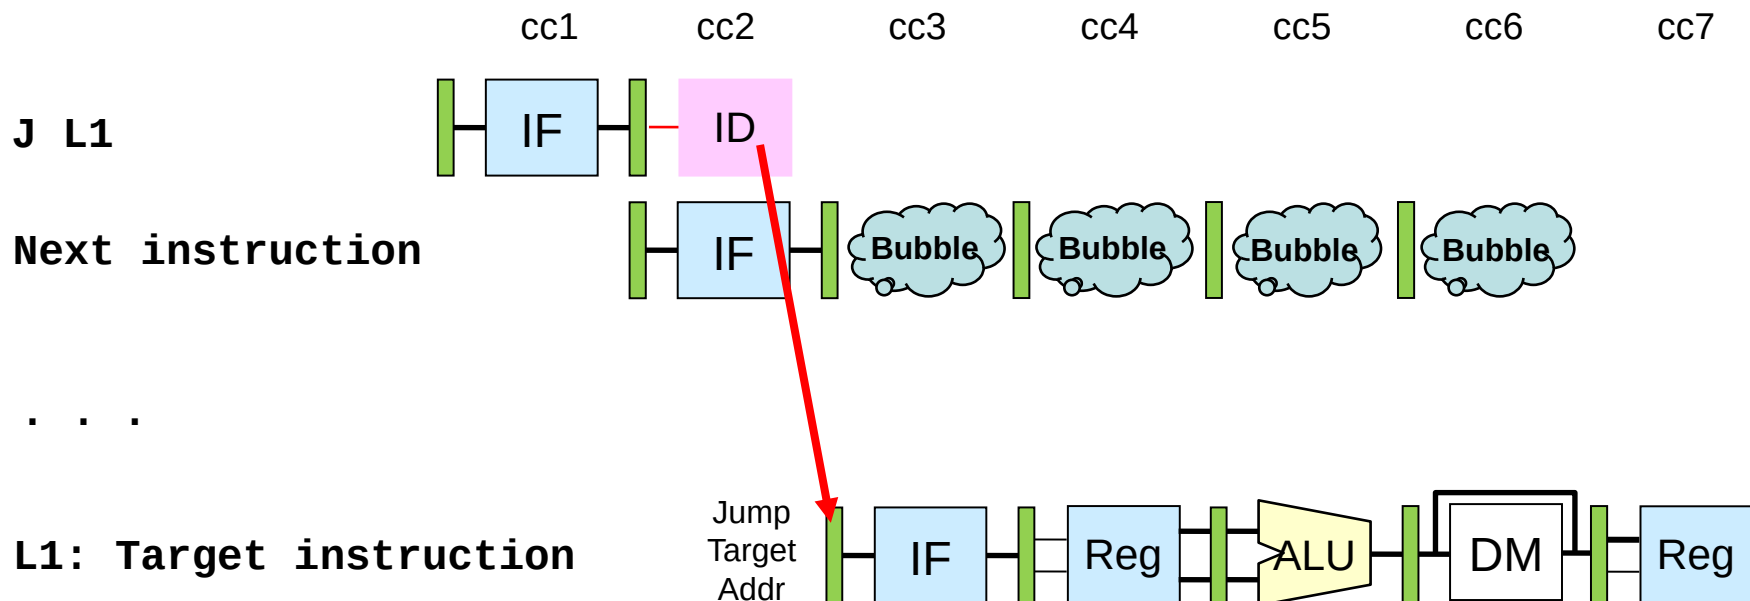 cc1 cc2 cc3 cc4 cc5 cc6 cc7
J L1 IF ID
Next instruction IF Bubble Bubble Bubble Bubble
. . .
L1: Target instruction Jump Target Addr IF Reg ALU DM Reg